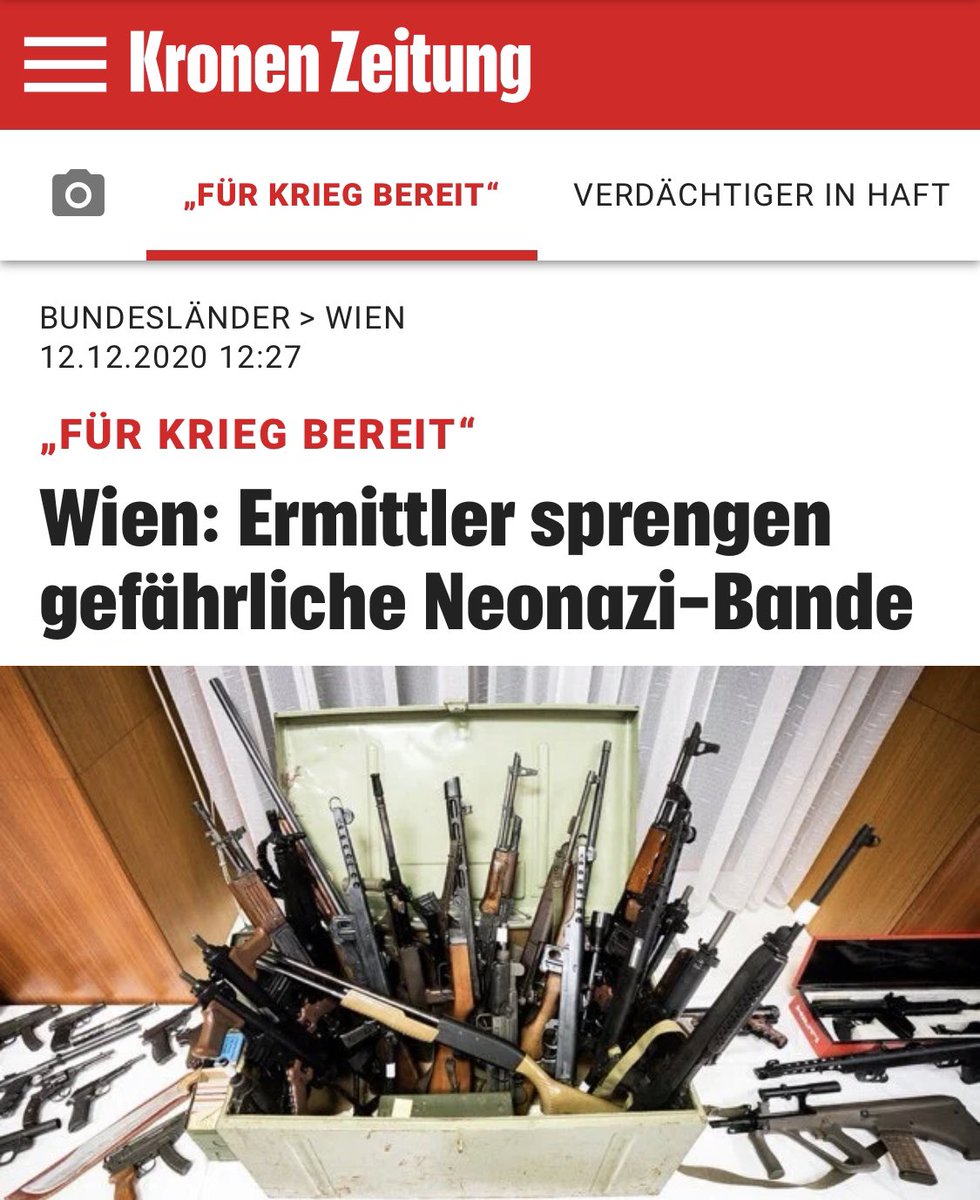 Kronen Zeitung
„FÜR KRIEG BEREIT“ VERDÄCHTIGER IN HAFT
BUNDESLÄNDER > WIEN
12.12.2020 12:27
„FÜR KRIEG BEREIT“
Wien: Ermittler sprengen
gefährliche Neonazi-Bande